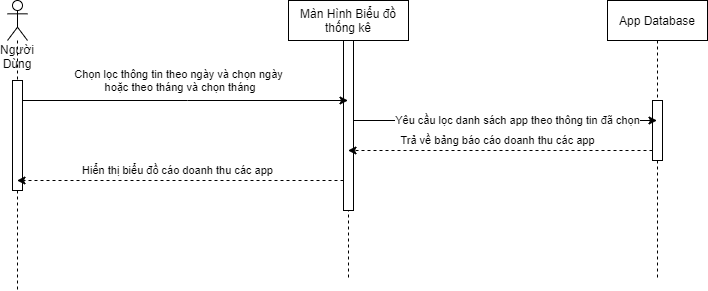 Màn Hình Biểu đồ
thống kê
App Database
Người
Dừng
Chọn lọc thông tin theo ngày và chọn ngày
hoặc theo tháng và chọn tháng
Yêu cầu lọc danh sách app theo thông tin đã chọn
Trả về bảng báo cáo doanh thu các app
Hiển thị biểu đồ cáo doanh thu các app